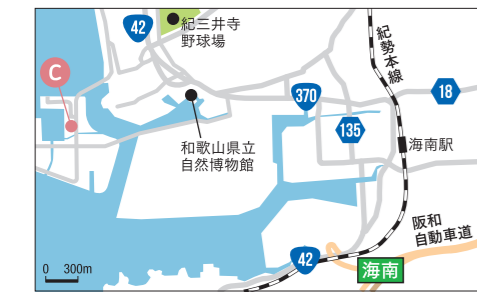 42
紀三井寺
野球場
C
紀勢本線
370
18
135
海南駅
和歌山県立
自然博物館
阪和
自動車道
42
海南
0 300m